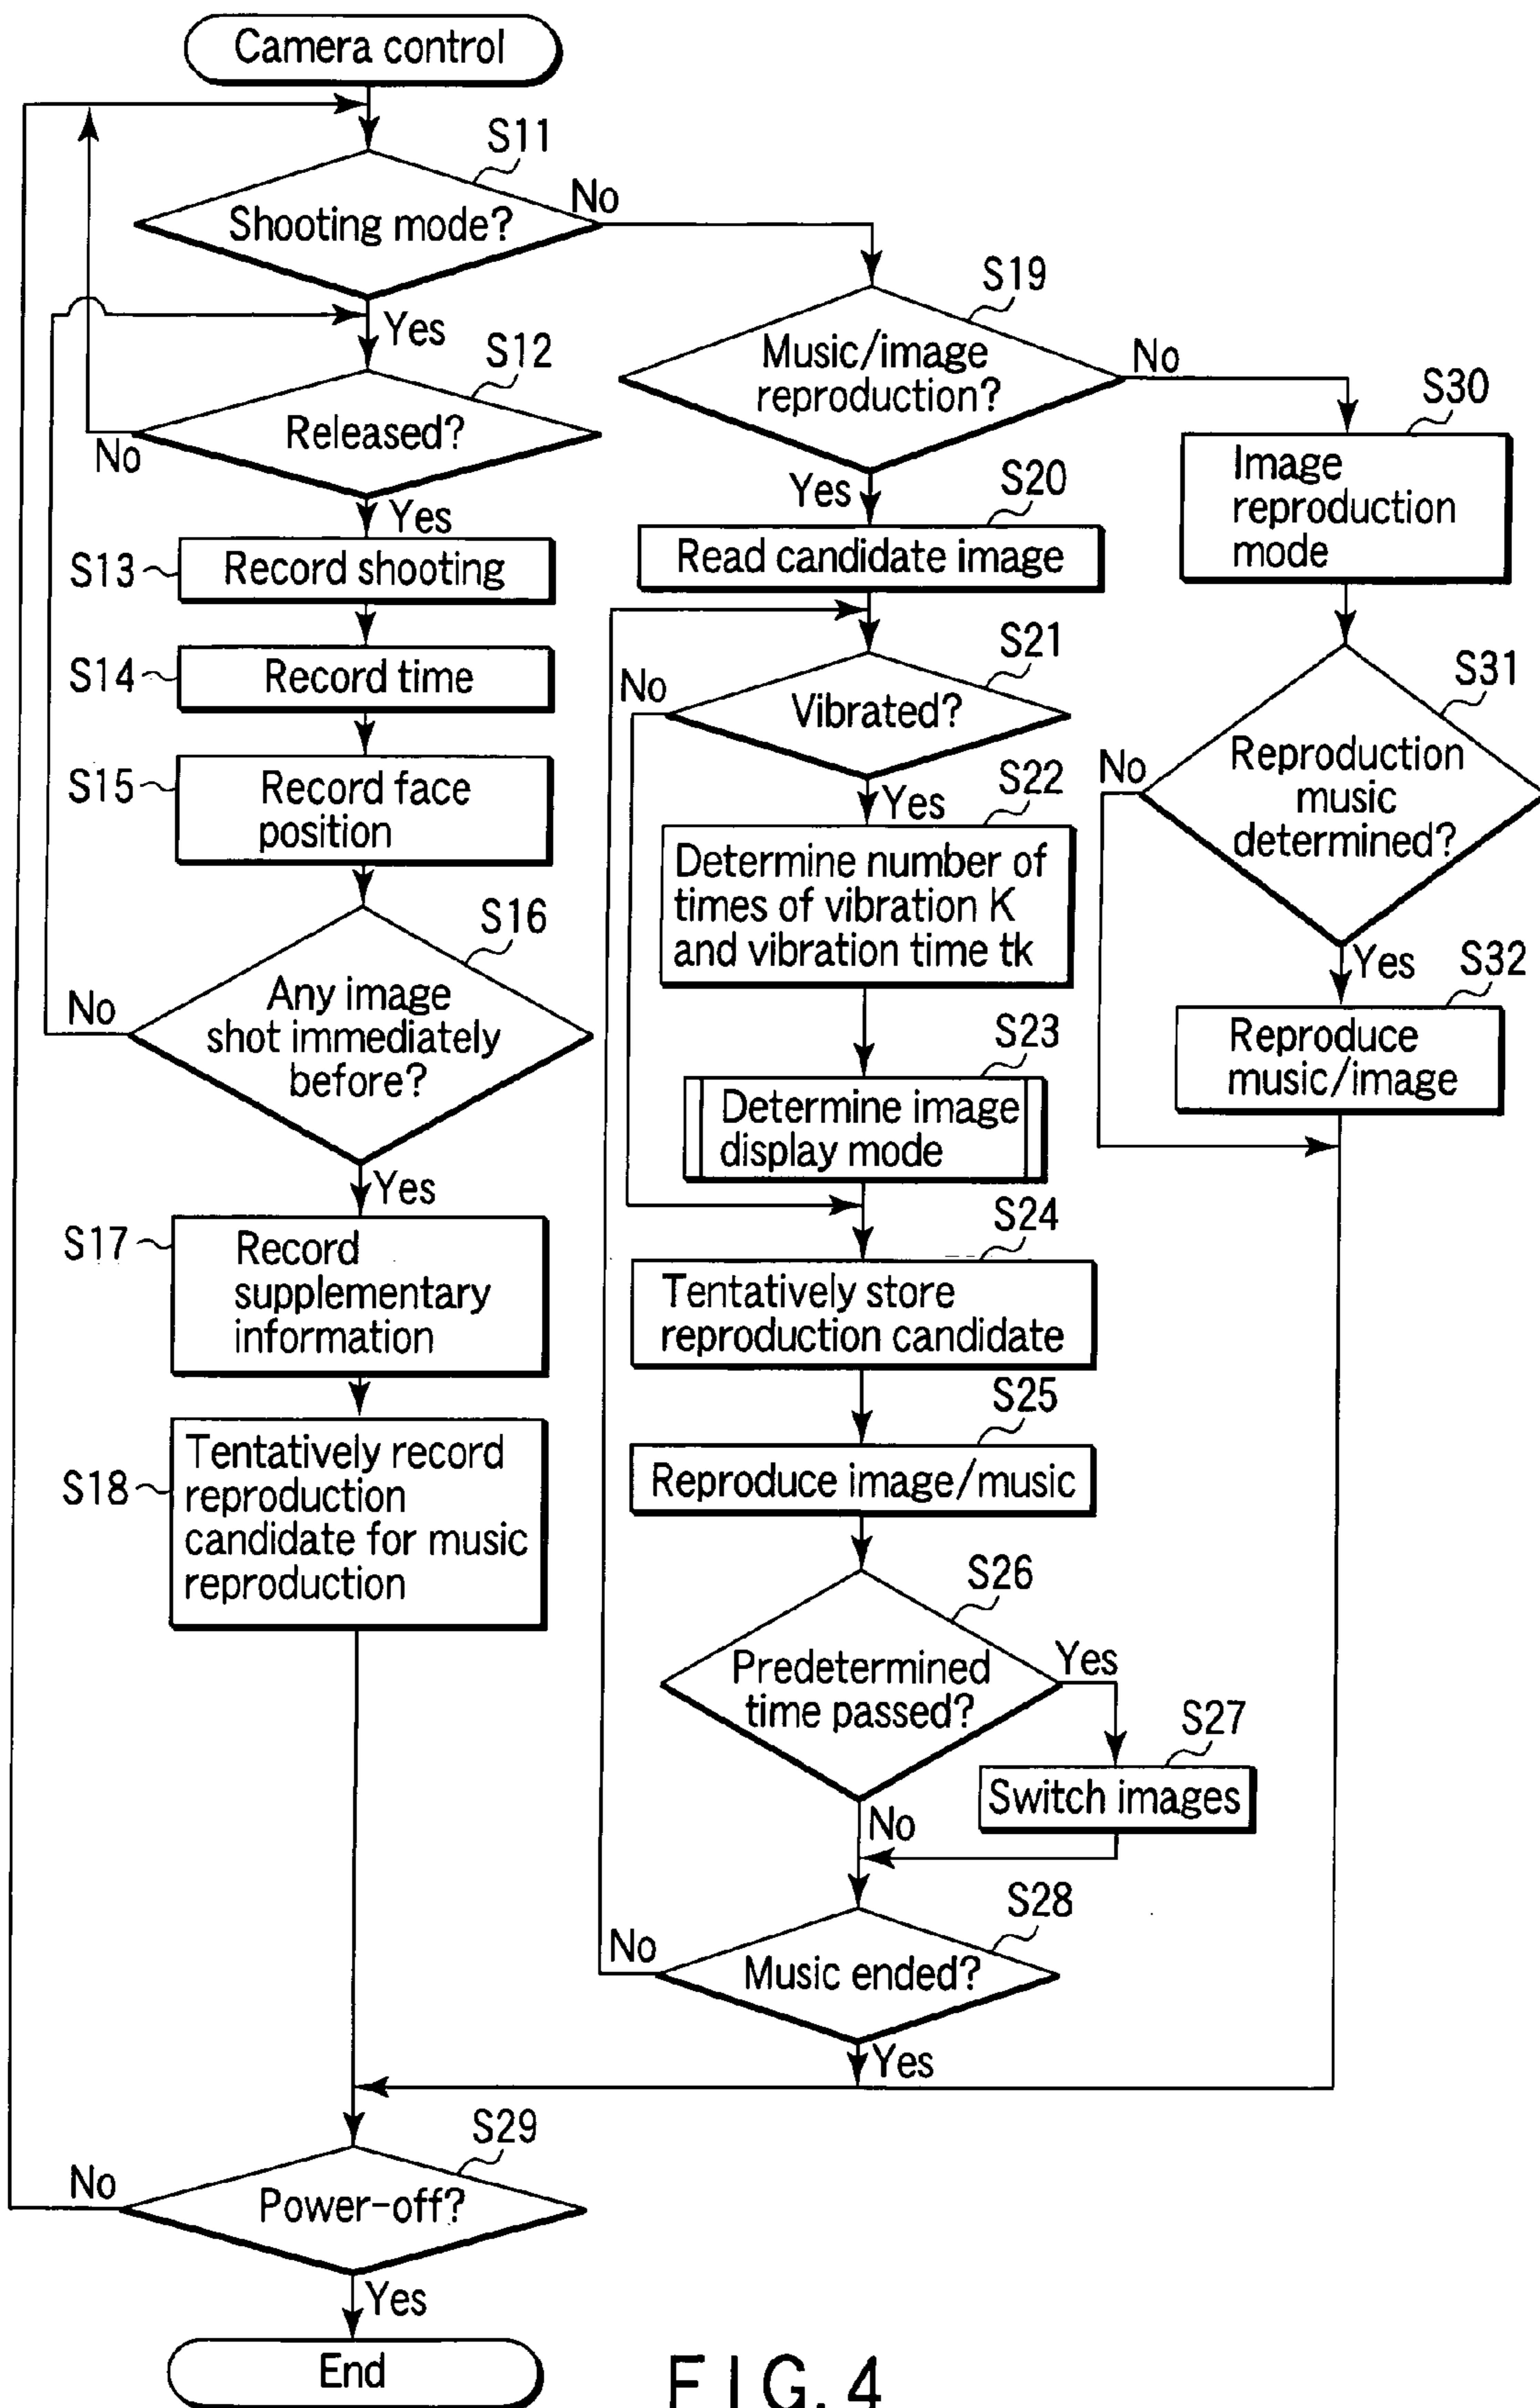 Camera control
S11
Shooting mode?
No
Yes
S12
Released?
No
Yes
S13
Record shooting
S14
Record time
S15
Record face
position
S16
Any image
shot immediately
before?
No
Yes
S17
Record
supplementary
information
S18
Tentatively record
reproduction
candidate for music
reproduction
S19
Music/image
reproduction?
No
Yes
S20
Read candidate image
S21
Vibrated?
No
Yes
S22
Determine number of
times of vibration K
and vibration time tk
S23
Determine image
display mode
S24
Tentatively store
reproduction candidate
S25
Reproduce image/music
S26
Predetermined
time passed?
Yes
No
S27
Switch images
S28
Music ended?
No
Yes
S30
Image
reproduction
mode
S31
Reproduction
music
determined?
No
Yes
S32
Reproduce
music/image
S29
Power-off?
No
Yes
End
FIG. 4